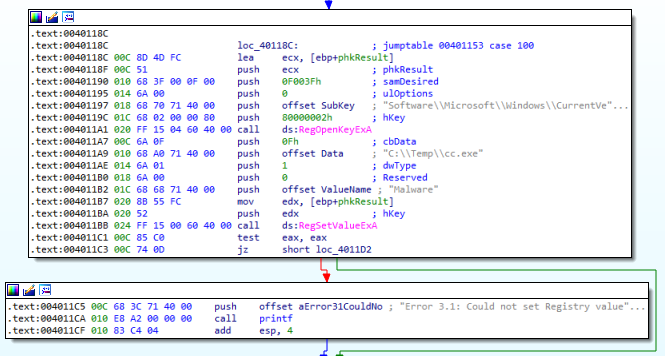 .text:0040118C
.text:0040118C loc_40118C: ; jumptable 00401153 case 100
.text:0040118C 00C 8D 4D FC lea ecx, [ebp+phkResult]
.text:0040118F 00C 51 push ecx ; phkResult
.text:00401190 010 68 3F 00 0F 00 push 0F003Fh ; samDesired
.text:00401195 014 6A 00 push 0 ; ulOptions
.text:00401197 018 68 70 71 40 00 push offset SubKey ; "Software\\Microsoft\\Windows\\CurrentVe"...
.text:0040119C 01C 68 02 00 00 80 push 80000002h ; hKey
.text:004011A1 020 FF 15 04 60 40 00 call ds:RegOpenKeyExA
.text:004011A7 00C 6A 0F push 0Fh ; cbData
.text:004011A9 010 68 A0 71 40 00 push offset Data ; "C:\\Temp\\cc.exe"
.text:004011AE 014 6A 01 push 1 ; dwType
.text:004011B0 018 6A 00 push 0 ; Reserved
.text:004011B2 01C 68 68 71 40 00 push offset ValueName ; "Malware"
.text:004011B7 020 8B 55 FC mov edx, [ebp+phkResult]
.text:004011BA 020 52 push edx ; hKey
.text:004011BB 024 FF 15 00 60 40 00 call ds:RegSetValueExA
.text:004011C1 00C 85 C0 test eax, eax
.text:004011C3 00C 74 0D jz short loc_4011D2
.text:004011C5 00C 68 3C 71 40 00 push offset aError31CouldNo ; "Error 3.1: Could not set Registry value"...
.text:004011CA 010 E8 A2 00 00 00 call printf
.text:004011CF 010 83 C4 04 add esp, 4